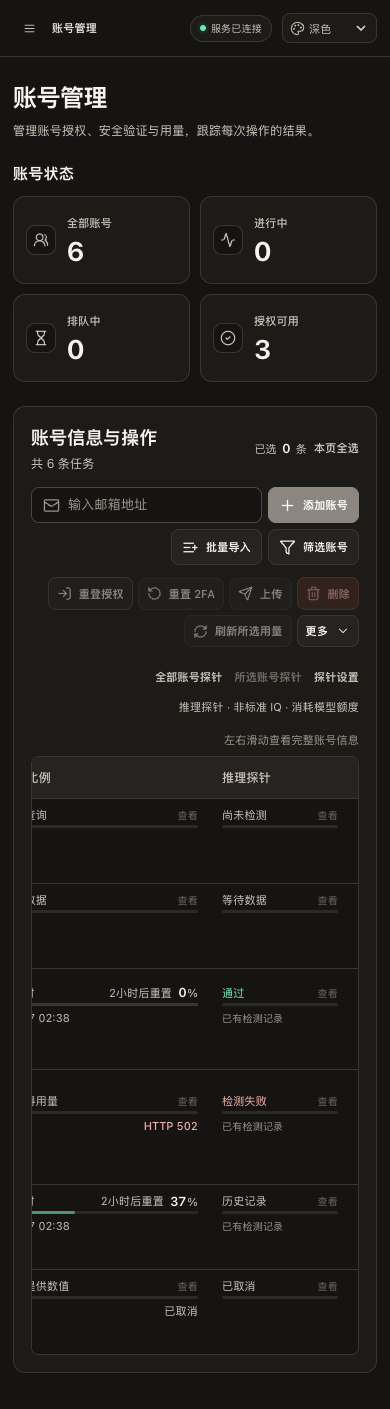 账号管理 服务已连接 深色
账号管理
管理账号授权、安全验证与用量，跟踪每次操作的结果。
账号状态
全部账号 进行中
6 0
排队中 授权可用
0 3
账号信息与操作
已选 0 条 本页全选
共 6 条任务
输入邮箱地址 添加账号
批量导入 筛选账号
重登授权 重置 2FA 上传 删除
刷新所选用量 更多
全部账号探针 所选账号探针 探针设置
推理探针 · 非标准 IQ · 消耗模型额度
左右滑动查看完整账号信息
比例 推理探针
查询 查看 尚未检测 查看
数据 查看 等待数据 查看
2小时后重置 0% 通过 查看
7 02:38 已有检测记录
用量 查看 检测失败 查看
HTTP 502 已有检测记录
2小时后重置 37% 历史记录 查看
7 02:38 已有检测记录
提供数值 查看 已取消 查看
已取消